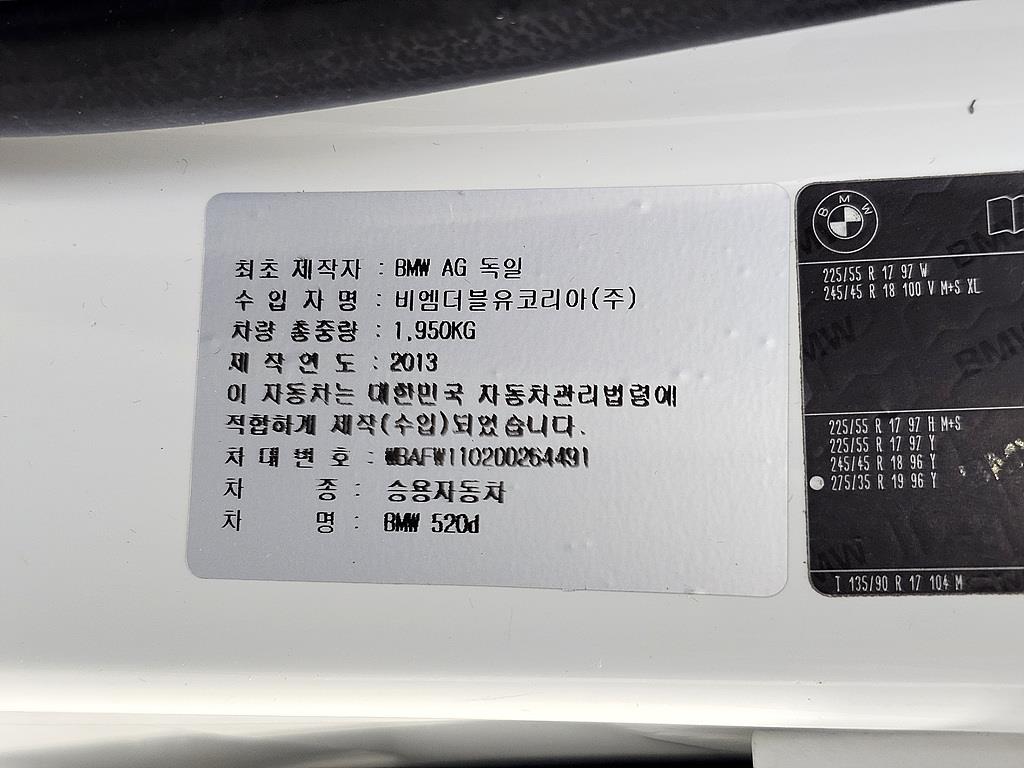 최초 제작자 : BMW AG 독일
수 입 자 명 : 비엠더블유코리아(주)
차량 총중량 : 1,950KG
제 작 연 도 : 2013
이 자동차는 대한민국 자동차관리법령에
적합하게 제작(수입)되었습니다.
차 대 번 호 : WBAFW110200264491
차 종 : 승용자동차
차 명 : BMW 520d
BMW
225/55 R 17 97 W
245/45 R 18 100 V M+S XL
225/55 R 17 97 H M+S
225/55 R 17 97 Y
245/45 R 18 96 Y
275/35 R 19 96 Y
T 135/90 R 17 104 M